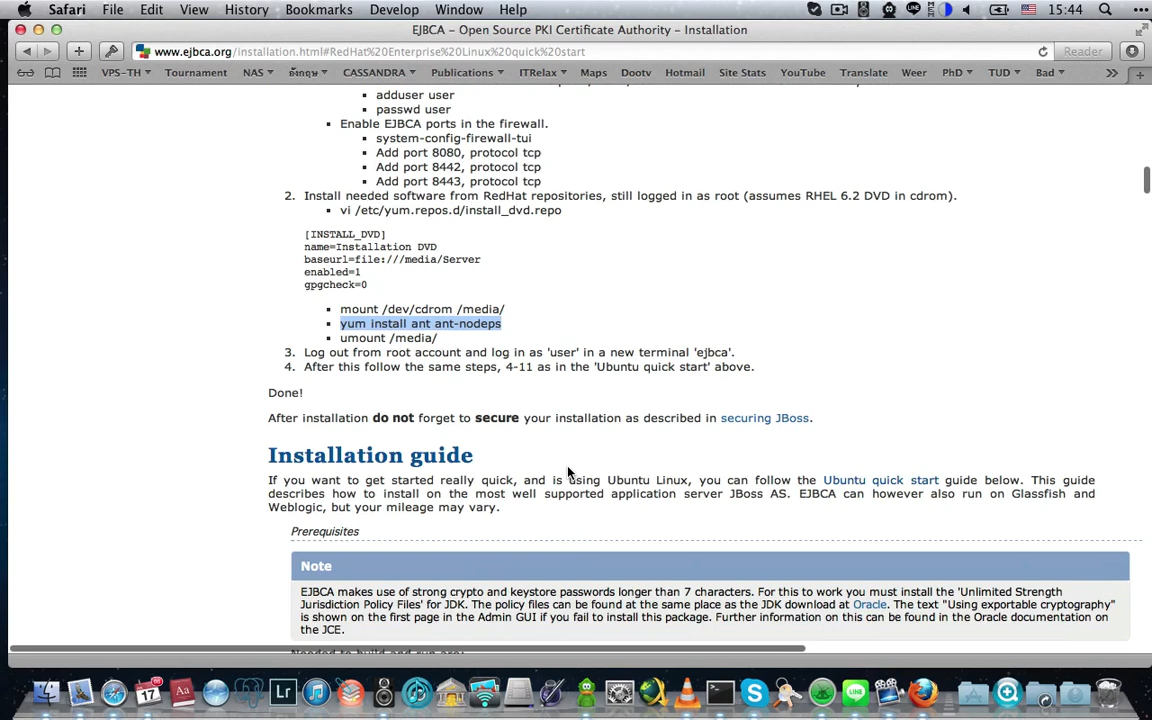 Safari File Edit View History Bookmarks Develop Window Help 15:44
EJBCA – Open Source PKI Certificate Authority – Installation
www.ejbca.org/installation.html#RedHat%20Enterprise%20Linux%20quick%20start Reader
VPS-TH Tournament NAS อังกฤษ CASSANDRA Publications ITRelax Maps Dootv Hotmail Site Stats YouTube Translate Weer PhD TUD Bad
adduser user
passwd user
Enable EJBCA ports in the firewall.
system-config-firewall-tui
Add port 8080, protocol tcp
Add port 8442, protocol tcp
Add port 8443, protocol tcp
2. Install needed software from RedHat repositories, still logged in as root (assumes RHEL 6.2 DVD in cdrom).
vi /etc/yum.repos.d/install_dvd.repo
[INSTALL_DVD]
name=Installation DVD
baseurl=file:///media/Server
enabled=1
gpgcheck=0
mount /dev/cdrom /media/
yum install ant ant-nodeps
umount /media/
3. Log out from root account and log in as 'user' in a new terminal 'ejbca'.
4. After this follow the same steps, 4-11 as in the 'Ubuntu quick start' above.
Done!
After installation do not forget to secure your installation as described in securing JBoss.
Installation guide
If you want to get started really quick, and is using Ubuntu Linux, you can follow the Ubuntu quick start guide below. This guide
describes how to install on the most well supported application server JBoss AS. EJBCA can however also run on Glassfish and
Weblogic, but your mileage may vary.
Prerequisites
Note
EJBCA makes use of strong crypto and keystore passwords longer than 7 characters. For this to work you must install the 'Unlimited Strength
Jurisdiction Policy Files' for JDK. The policy files can be found at the same place as the JDK download at Oracle. The text "Using exportable cryptography"
is shown on the first page in the Admin GUI if you fail to install this package. Further information on this can be found in the Oracle documentation on
the JCE.
Needed to build and run are: